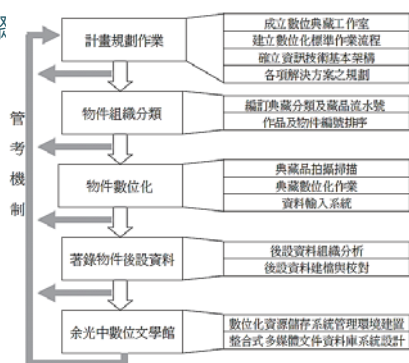 計畫規劃作業
成立數位典藏工作室
建立數位化標準作業流程
確立資訊技術基本架構
各項解決方案之規劃
物件組織分類
編訂典藏分類及藏品流水號
作品及物件編號排序
管考機制
物件數位化
典藏品拍攝掃描
典藏數位化作業
資料輸入系統
著錄物件後設資料
後設資料組織分析
後設資料建檔與校對
余光中數位文學館
數位化資源儲存系統管理環境建置
整合式多媒體文件資料庫系統設計